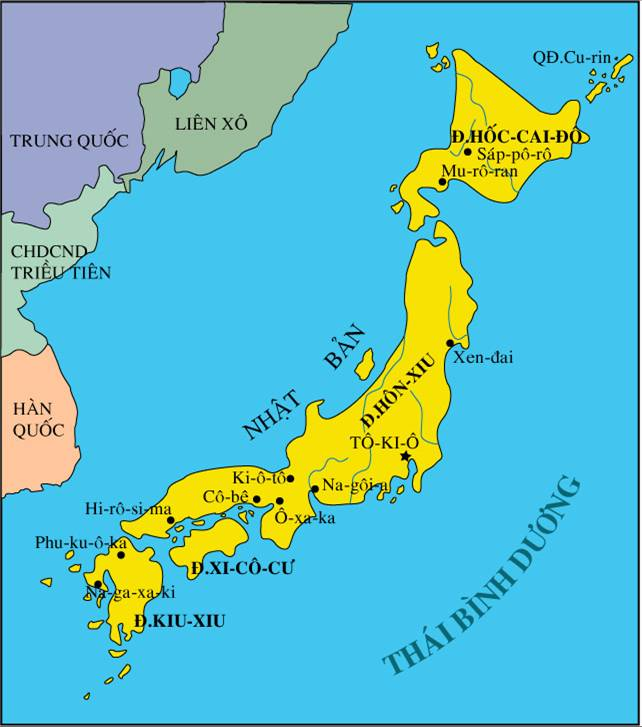 QĐ.Cu-rin
LIÊN XÔ
TRUNG QUỐC
Đ.HỐC-CAI-ĐÔ
Sáp-pô-rô
Mu-rô-ran
CHDCND
TRIỀU TIÊN
NHẬT BẢN
Xen-đai
Đ.HÔN-XIU
HÀN
QUỐC
TÔ-KI-Ô
Ki-ô-tô
Na-gôi-a
Cô-bê
Hi-rô-si-ma
Ô-xa-ka
Phu-ku-ô-ka
Đ.XI-CÔ-CƯ
Na-ga-xa-ki
Đ.KIU-XIU
THÁI BÌNH DƯƠNG